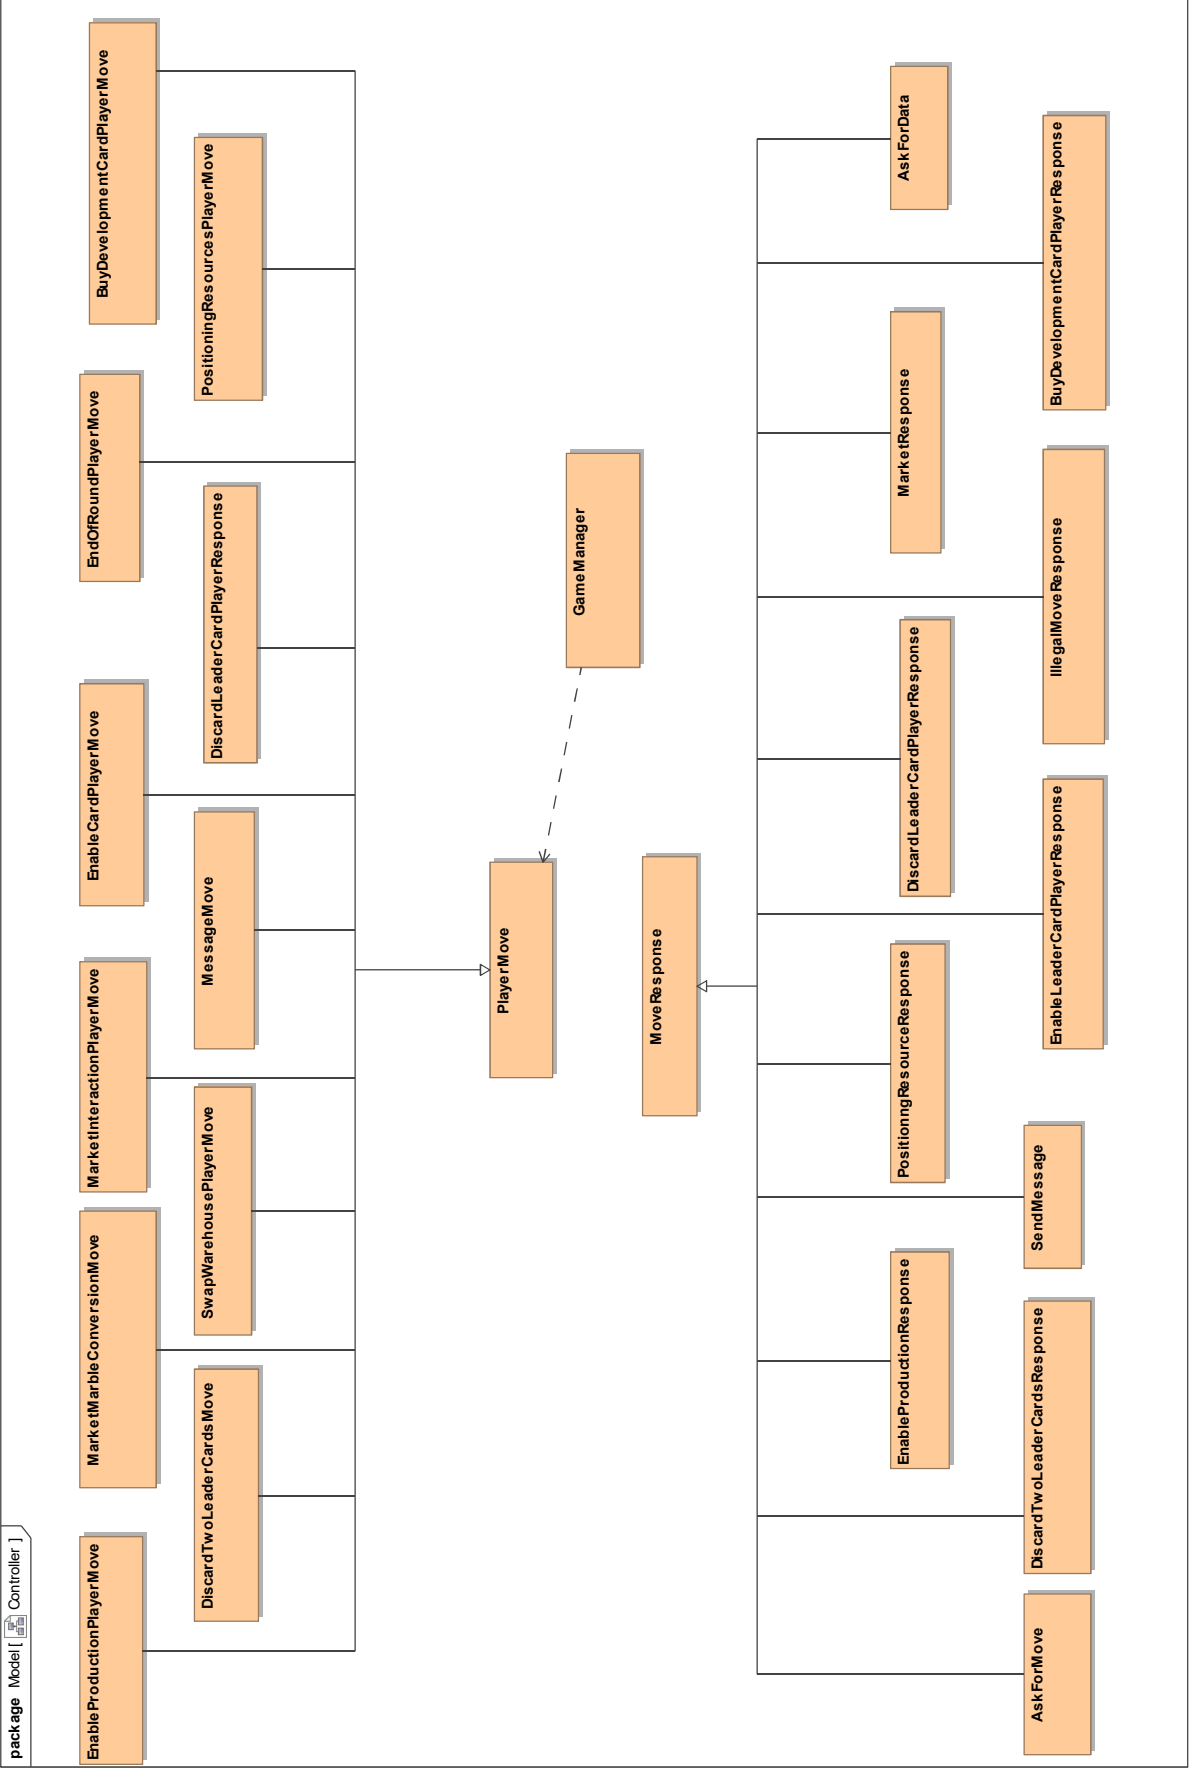 package Model [ Controller ]
EnableProductionPlayerMove
MarketMarbleConversionMove
MarketInteractionPlayerMove
EnableCardPlayerMove
EndOfRoundPlayerMove
BuyDevelopmentCardPlayerMove
DiscardTwoLeaderCardsMove
SwapWarehousePlayerMove
MessageMove
DiscardLeaderCardPlayerResponse
PositioningResourcesPlayerMove
PlayerMove
GameManager
MoveResponse
EnableProductionResponse
PositionngResourceResponse
DiscardLeaderCardPlayerResponse
MarketResponse
AskForData
AskForMove
DiscardTwoLeaderCardsResponse
SendMessage
EnableLeaderCardPlayerResponse
IllegalMoveResponse
BuyDevelopmentCardPlayerResponse